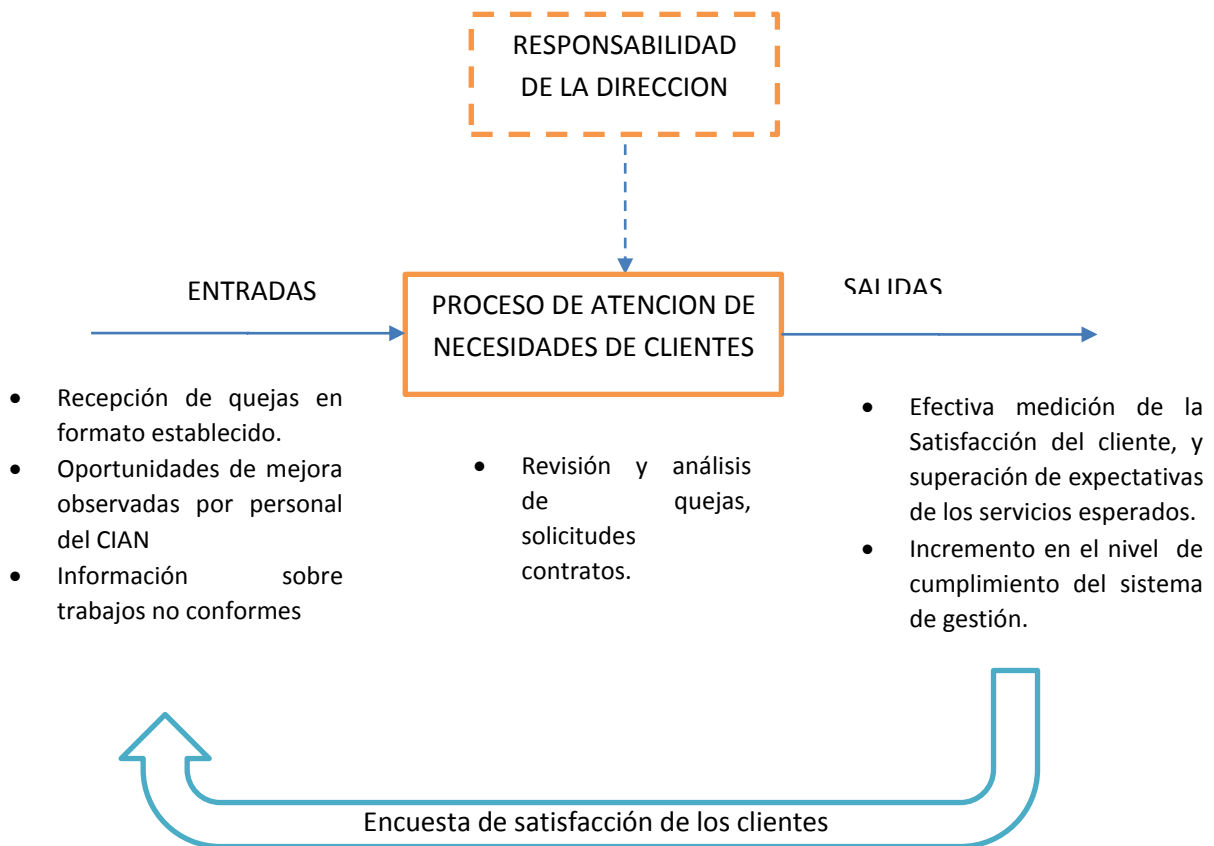 RESPONSABILIDAD
DE LA DIRECCION
ENTRADAS
PROCESO DE ATENCION DE
NECESIDADES DE CLIENTES
SALIDAS
• Recepción de quejas en
formato establecido.
• Oportunidades de mejora
observadas por personal
del CIAN
• Información sobre
trabajos no conformes
• Revisión y análisis
de quejas,
solicitudes
contratos.
• Efectiva medición de la
Satisfacción del cliente, y
superación de expectativas
de los servicios esperados.
• Incremento en el nivel de
cumplimiento del sistema
de gestión.
Encuesta de satisfacción de los clientes